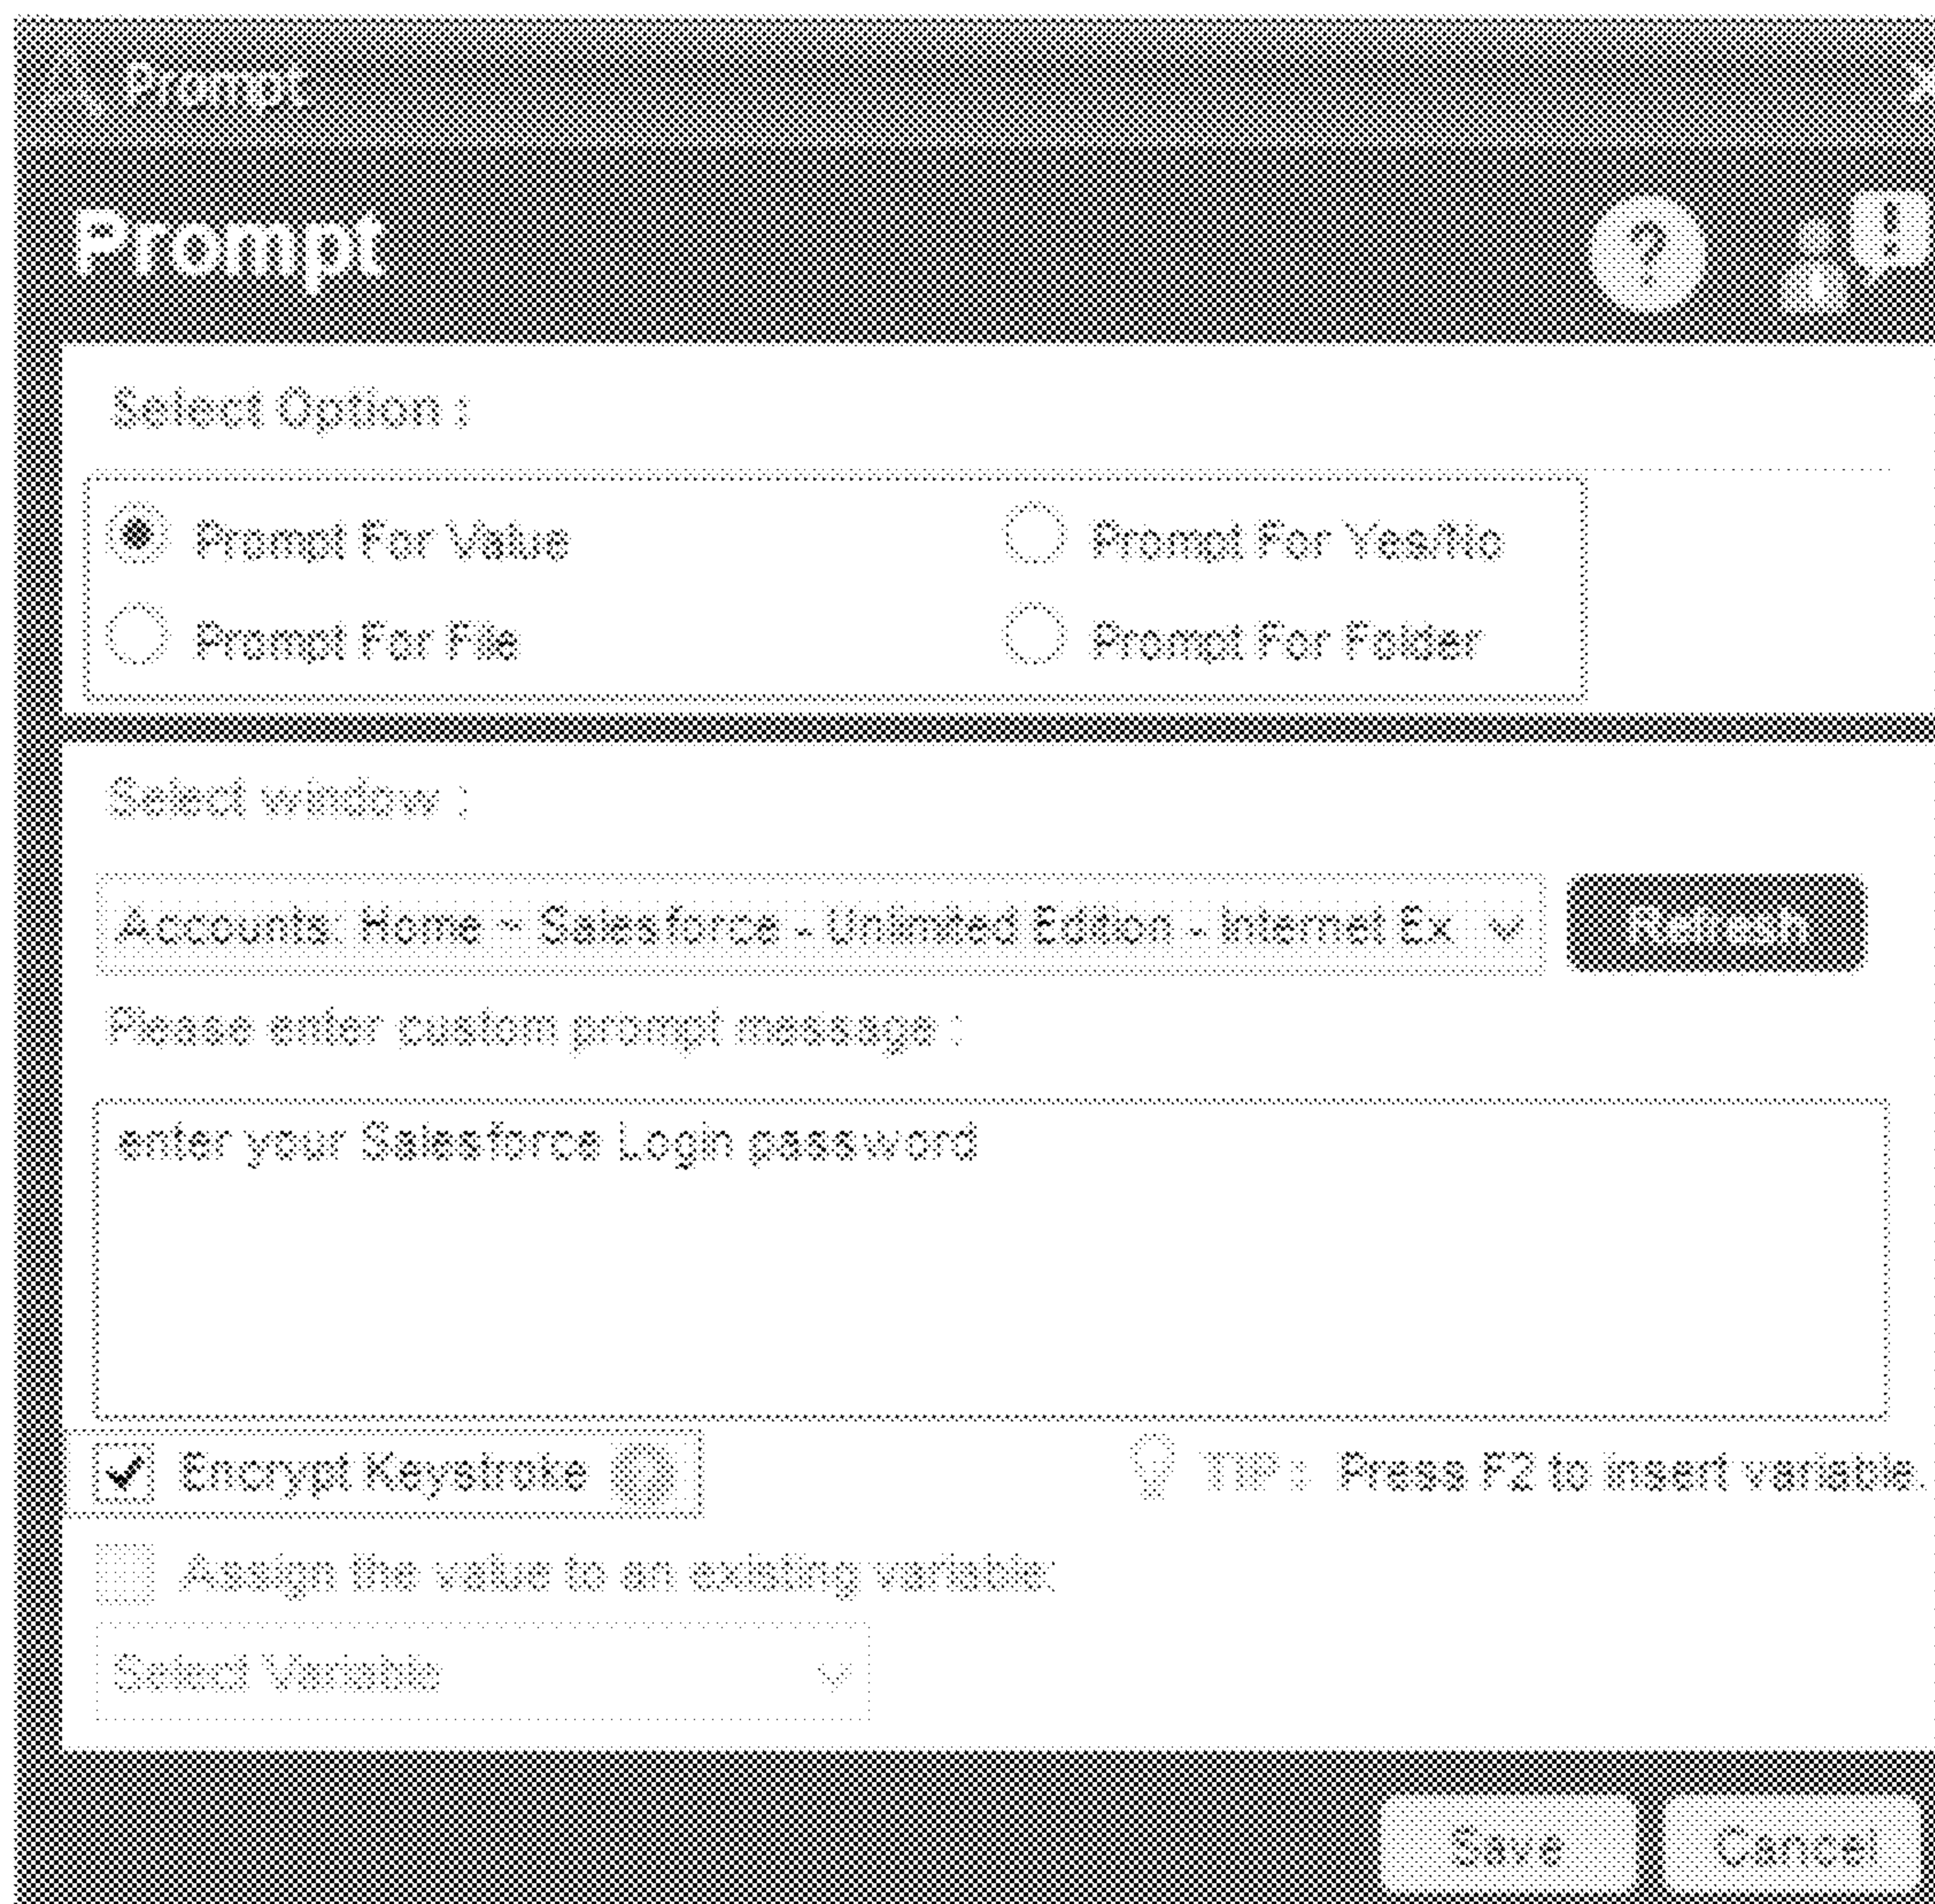 Prompt
Prompt
Select Option :
Prompt For Value
Prompt For Yes/No
Prompt For File
Prompt For Folder
Select window :
Accounts: Home ~ Salesforce - Unlimited Edition - Internet Ex
Refresh
Please enter custom prompt message :
enter your Salesforce Login password
Encrypt Keystroke
TIP : Press F2 to insert variable.
Assign the value to an existing variable:
Select Variable
Save
Cancel